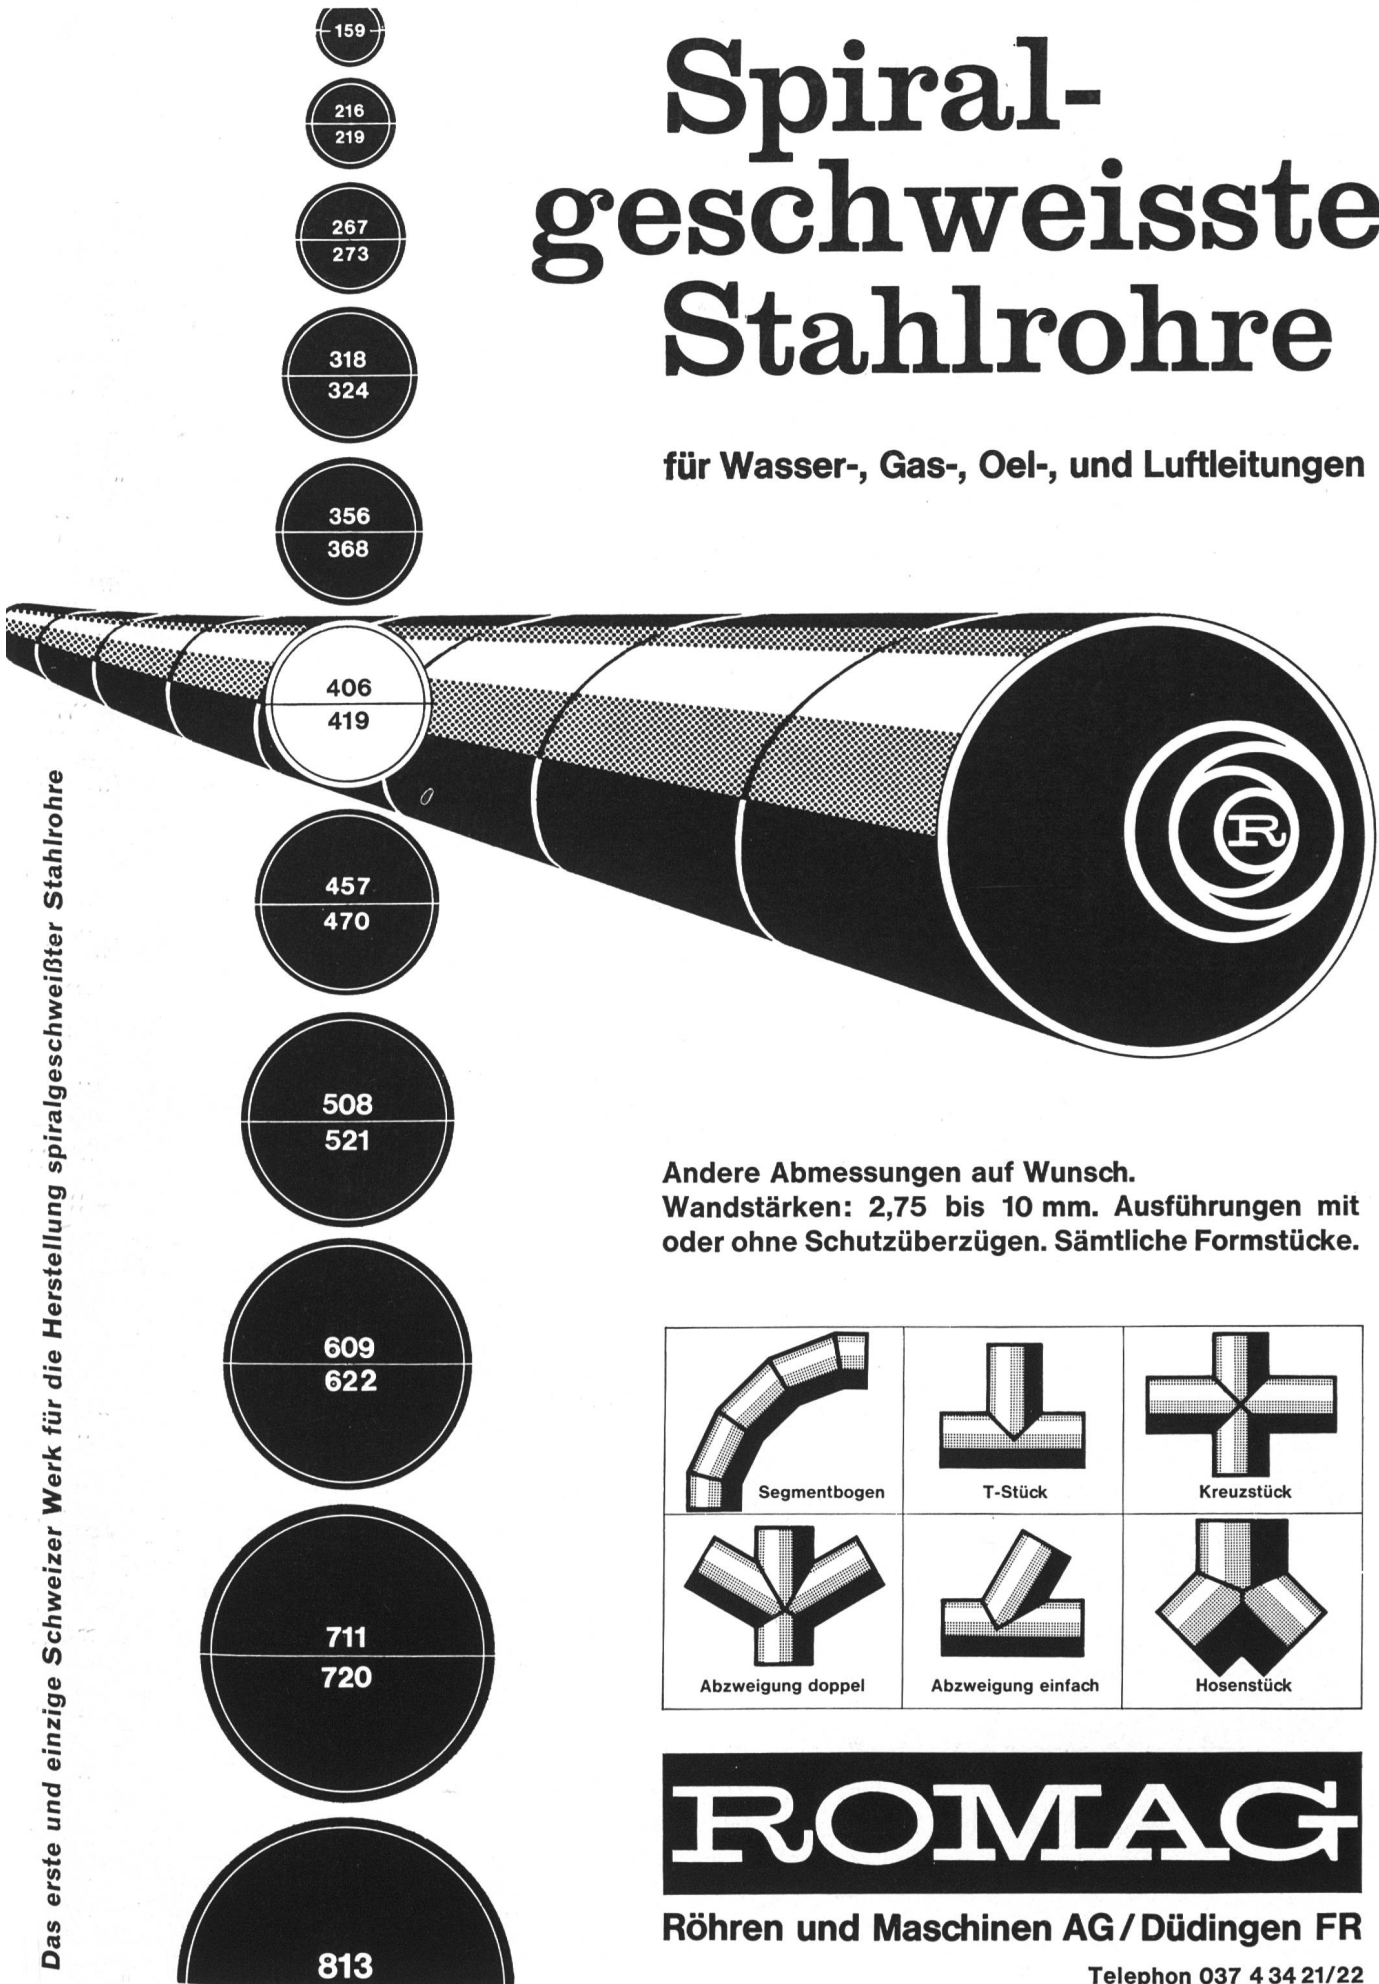 159
216
219
267
273
318
324
356
368
406
419
457
470
508
521
609
622
711
720
813
Das erste und einzige Schweizer Werk für die Herstellung spiralgeschweißter Stahlrohre
Spiral-
geschweisste
Stahlrohre
für Wasser-, Gas-, Oel-, und Luftleitungen
R
Andere Abmessungen auf Wunsch.
Wandstärken: 2,75 bis 10 mm. Ausführungen mit
oder ohne Schutzüberzügen. Sämtliche Formstücke.
Segmentbogen
T-Stück
Kreuzstück
Abzweigung doppel
Abzweigung einfach
Hosenstück
ROMAG
Röhren und Maschinen AG/Düdingen FR
Telephon 037 4 34 21/22